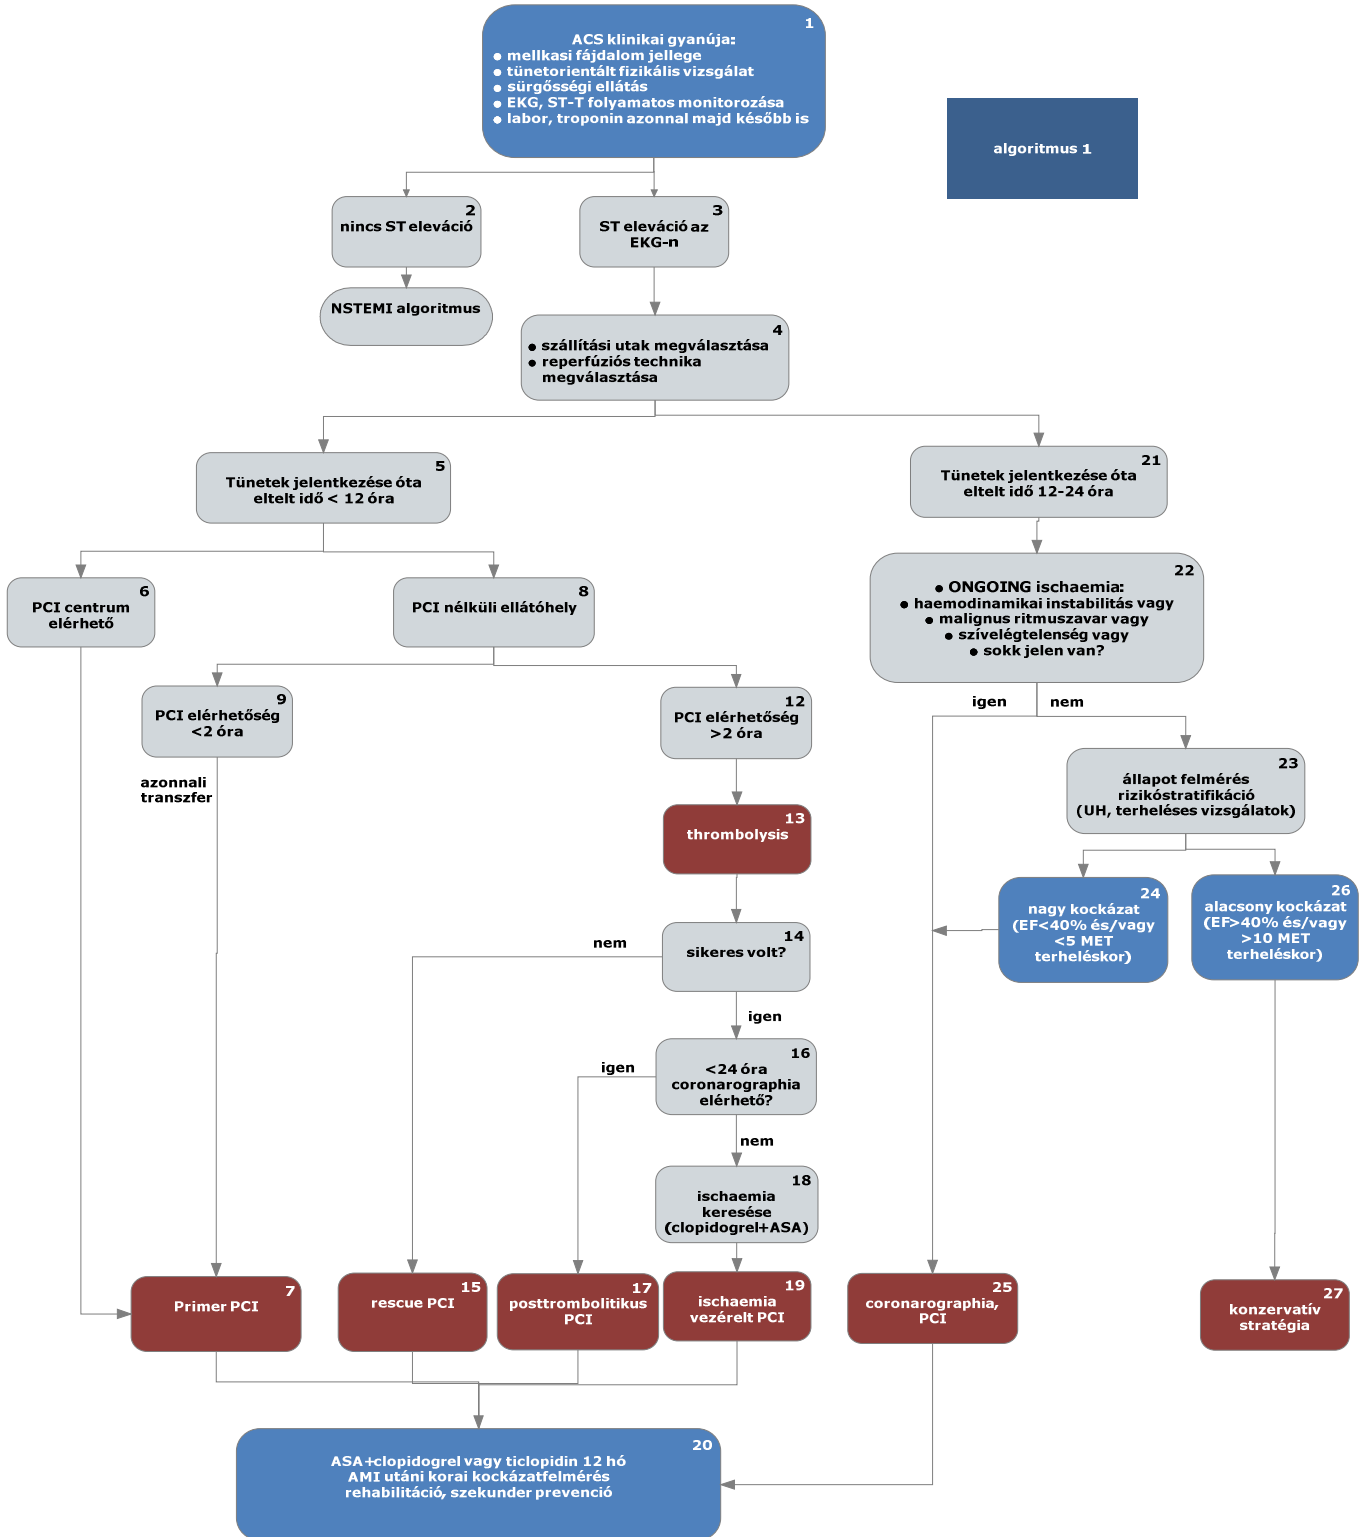 1
ACS klinikai gyanúja:
● mellkasi fájdalom jellege
● tünetorientált fizikális vizsgálat
● sürgősségi ellátás
● EKG, ST-T folyamatos monitorozása
● labor, troponin azonnal majd később is
algoritmus 1
2
nincs ST eleváció
3
ST eleváció az
EKG-n
NSTEMI algoritmus
4
● szállítási utak megválasztása
● reperfúziós technika
megválasztása
5
Tünetek jelentkezése óta
eltelt idő < 12 óra
21
Tünetek jelentkezése óta
eltelt idő 12-24 óra
6
PCI centrum
elérhető
8
PCI nélküli ellátóhely
22
● ONGOING ischaemia:
● haemodinamikai instabilitás vagy
● malignus ritmuszavar vagy
● szívelégtelenség vagy
● sokk jelen van?
9
PCI elérhetőség
<2 óra
12
PCI elérhetőség
>2 óra
igen
nem
azonnali
transzfer
23
állapot felmérés
rizikóstratifikáció
(UH, terheléses vizsgálatok)
13
thrombolysis
24
nagy kockázat
(EF<40% és/vagy
<5 MET
terheléskor)
26
alacsony kockázat
(EF>40% és/vagy
>10 MET
terheléskor)
nem
14
sikeres volt?
igen
16
<24 óra
coronarographia
elérhető?
igen
nem
18
ischaemia
keresése
(clopidogrel+ASA)
7
Primer PCI
15
rescue PCI
17
posttrombolitikus
PCI
19
ischaemia
vezérelt PCI
25
coronarographia,
PCI
27
konzervatív
stratégia
20
ASA+clopidogrel vagy ticlopidin 12 hó
AMI utáni korai kockázatfelmérés
rehabilitáció, szekunder prevenció